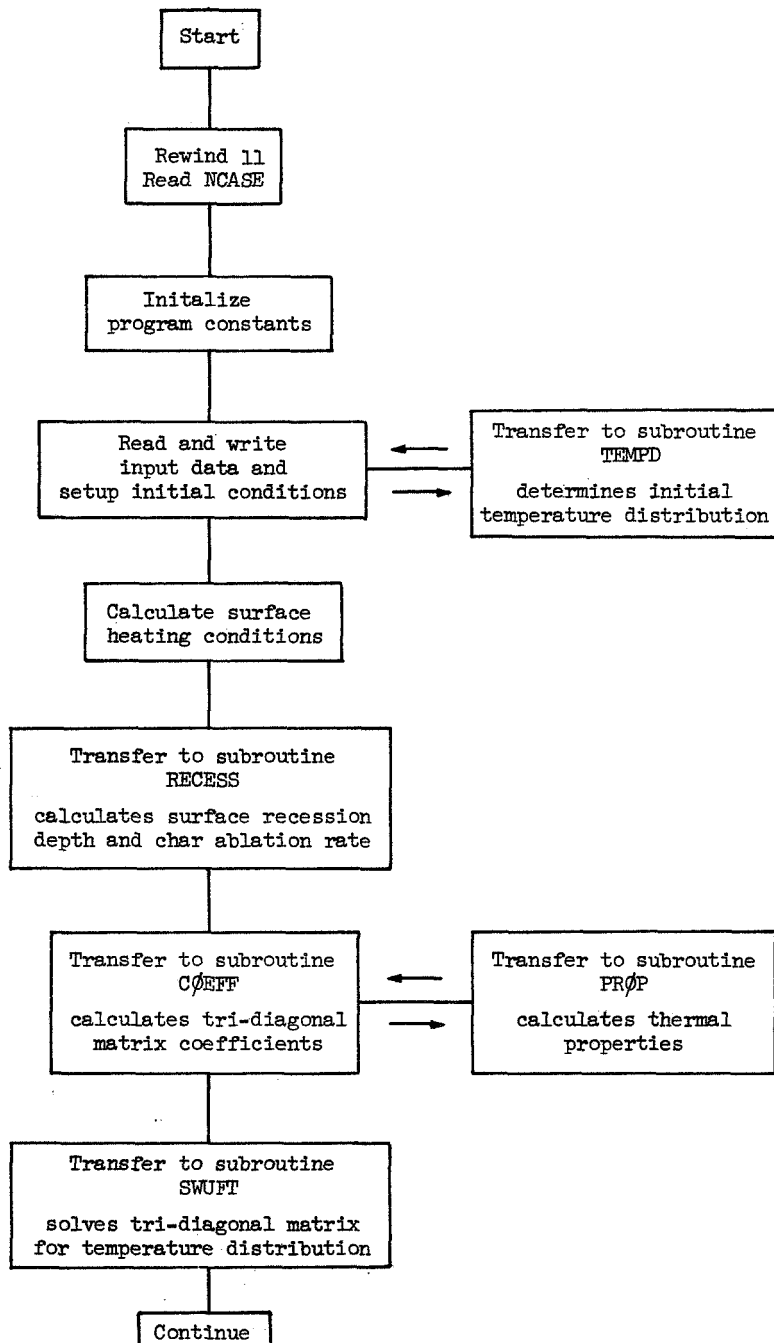 Start
Rewind 11
Read NCASE
Initalize
program constants
Read and write
input data and
setup initial conditions
Transfer to subroutine
TEMPD
determines initial
temperature distribution
Calculate surface
heating conditions
Transfer to subroutine
RECESS
calculates surface recession
depth and char ablation rate
Transfer to subroutine
CØEFF
calculates tri-diagonal
matrix coefficients
Transfer to subroutine
PRØP
calculates thermal
properties
Transfer to subroutine
SWUFT
solves tri-diagonal matrix
for temperature distribution
Continue